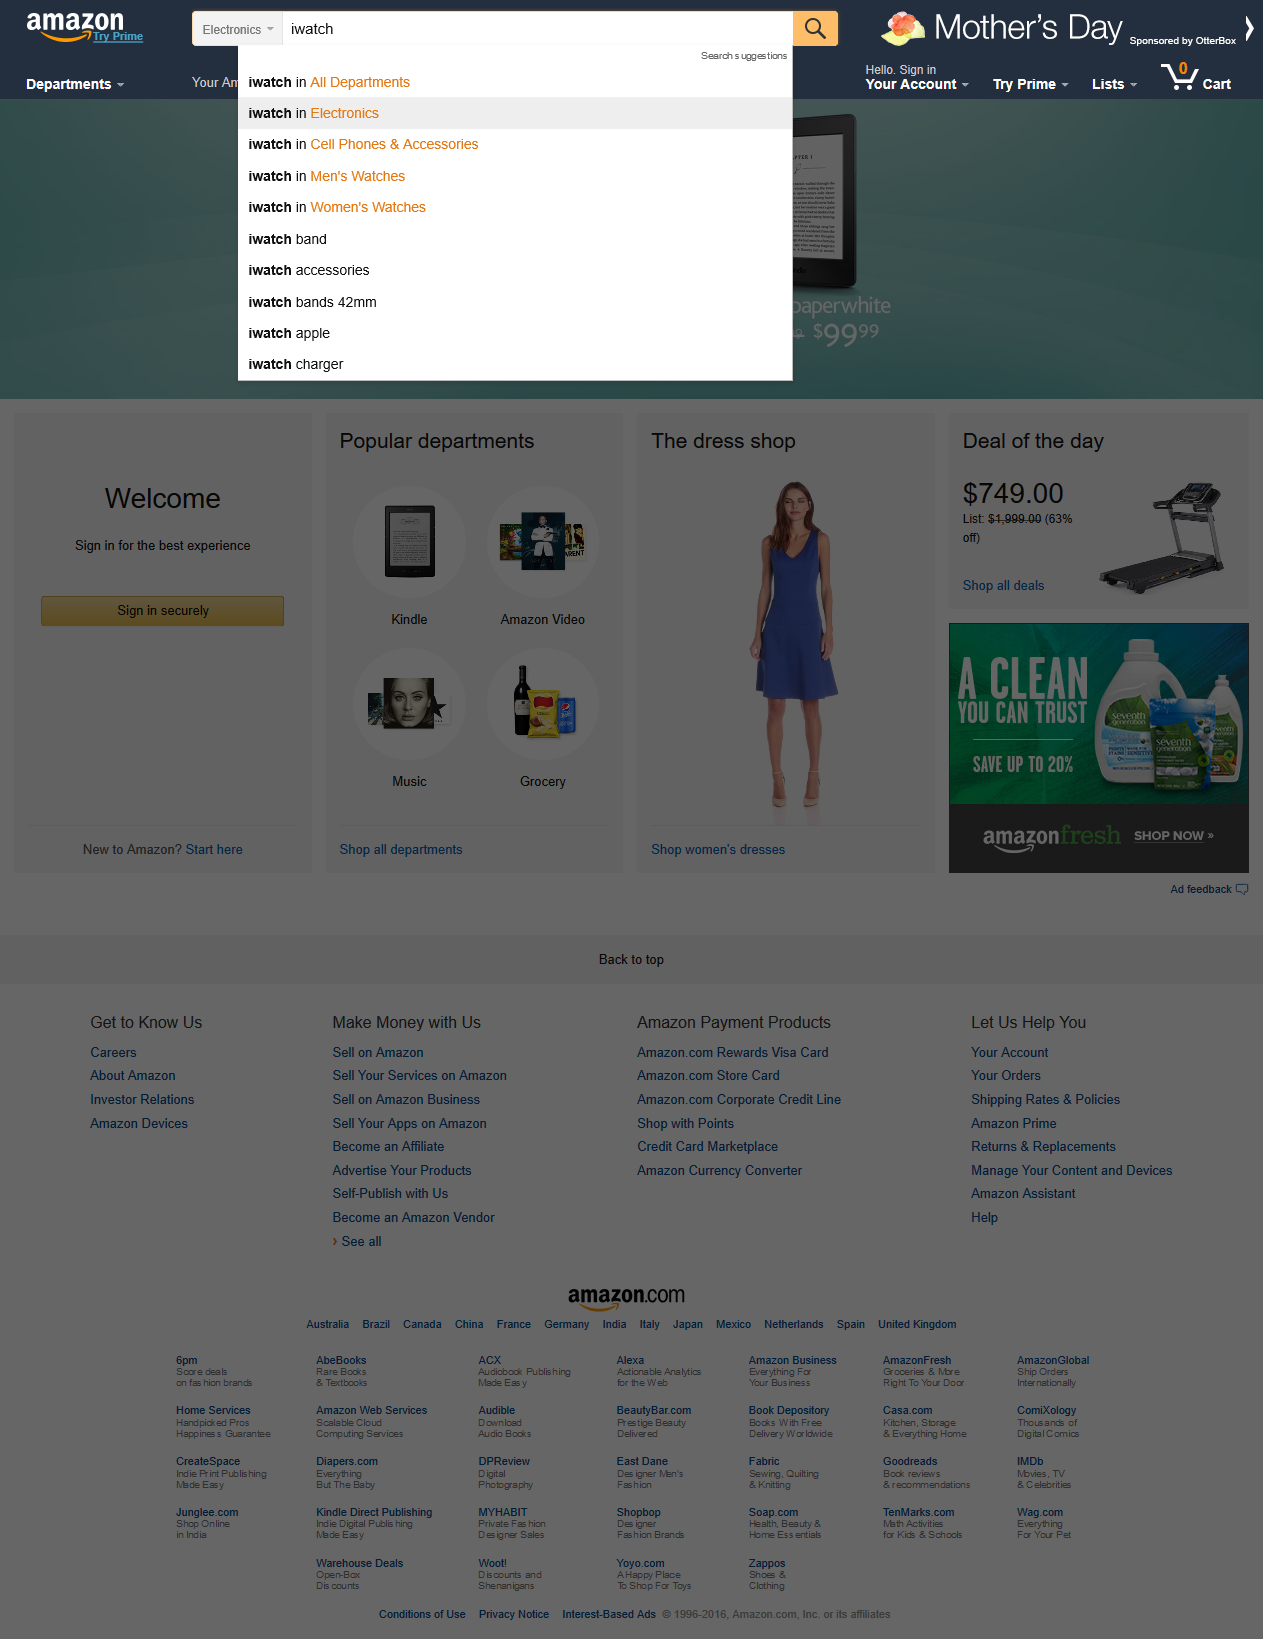 amazon
Try Prime
Electronics
iwatch
Mother's Day
Sponsored by OtterBox
Search suggestions
Departments
Your Am
Hello. Sign in
Your Account
Try Prime
Lists
0
Cart
iwatch in All Departments
iwatch in Electronics
iwatch in Cell Phones & Accessories
iwatch in Men's Watches
iwatch in Women's Watches
iwatch band
iwatch accessories
iwatch bands 42mm
iwatch apple
iwatch charger
paperwhite
$99 99
Welcome
Sign in for the best experience
Sign in securely
New to Amazon? Start here
Popular departments
Kindle
Amazon Video
Music
Grocery
Shop all departments
The dress shop
Shop women's dresses
Deal of the day
$749.00
List: $1,999.00 (63%
off)
Shop all deals
A CLEAN
YOU CAN TRUST
SAVE UP TO 20%
seventh
generation
seventh
generation
amazonfresh
SHOP NOW »
Ad feedback
Back to top
Get to Know Us
Careers
About Amazon
Investor Relations
Amazon Devices
Make Money with Us
Sell on Amazon
Sell Your Services on Amazon
Sell on Amazon Business
Sell Your Apps on Amazon
Become an Affiliate
Advertise Your Products
Self-Publish with Us
Become an Amazon Vendor
› See all
Amazon Payment Products
Amazon.com Rewards Visa Card
Amazon.com Store Card
Amazon.com Corporate Credit Line
Shop with Points
Credit Card Marketplace
Amazon Currency Converter
Let Us Help You
Your Account
Your Orders
Shipping Rates & Policies
Amazon Prime
Returns & Replacements
Manage Your Content and Devices
Amazon Assistant
Help
amazon.com
Australia Brazil Canada China France Germany India Italy Japan Mexico Netherlands Spain United Kingdom
6pm
Score deals
on fashion brands
AbeBooks
Rare Books
& Textbooks
ACX
Audiobook Publishing
Made Easy
Alexa
Actionable Analytics
for the Web
Amazon Business
Everything For
Your Business
AmazonFresh
Groceries & More
Right To Your Door
AmazonGlobal
Ship Orders
Internationally
Home Services
Handpicked Pros
Happiness Guarantee
Amazon Web Services
Scalable Cloud
Computing Services
Audible
Download
Audio Books
BeautyBar.com
Prestige Beauty
Delivered
Book Depository
Books With Free
Delivery Worldwide
Casa.com
Kitchen, Storage
& Everything Home
ComiXology
Thousands of
Digital Comics
CreateSpace
Indie Print Publishing
Made Easy
Diapers.com
Everything
But The Baby
DPReview
Digital
Photography
East Dane
Designer Men's
Fashion
Fabric
Sewing, Quilting
& Knitting
Goodreads
Book reviews
& recommendations
IMDb
Movies, TV
& Celebrities
Junglee.com
Shop Online
in India
Kindle Direct Publishing
Indie Digital Publishing
Made Easy
MYHABIT
Private Fashion
Designer Sales
Shopbop
Designer
Fashion Brands
Soap.com
Health, Beauty &
Home Essentials
TenMarks.com
Math Activities
for Kids & Schools
Wag.com
Everything
For Your Pet
Warehouse Deals
Open-Box
Discounts
Woot!
Discounts and
Shenanigans
Yoyo.com
A Happy Place
To Shop For Toys
Zappos
Shoes &
Clothing
Conditions of Use Privacy Notice Interest-Based Ads © 1996-2016, Amazon.com, Inc. or its affiliates